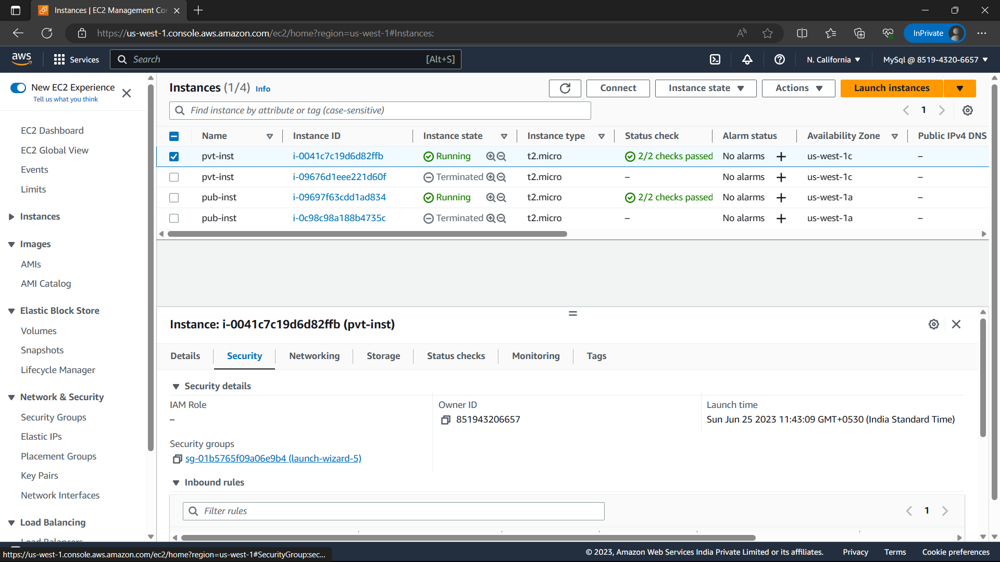 Instances | EC2 Management Co
https://us-west-1.console.aws.amazon.com/ec2/home?region=us-west-1#Instances:
InPrivate
aws
Services
Search
[Alt+S]
N. California
MySql @ 8519-4320-6657
New EC2 Experience
Tell us what you think
EC2 Dashboard
EC2 Global View
Events
Limits
Instances
Images
AMIs
AMI Catalog
Elastic Block Store
Volumes
Snapshots
Lifecycle Manager
Network & Security
Security Groups
Elastic IPs
Placement Groups
Key Pairs
Network Interfaces
Load Balancing
Load Balancers
Instances (1/4) Info
Connect
Instance state
Actions
Launch instances
Find instance by attribute or tag (case-sensitive)
1
Name Instance ID Instance state Instance type Status check Alarm status Availability Zone Public IPv4 DNS
pvt-inst i-0041c7c19d6d82ffb Running t2.micro 2/2 checks passed No alarms + us-west-1c –
pvt-inst i-09676d1eee221d60f Terminated t2.micro – No alarms + us-west-1c –
pub-inst i-09697f63cdd1ad834 Running t2.micro 2/2 checks passed No alarms + us-west-1a –
pub-inst i-0c98c98a188b4735c Terminated t2.micro – No alarms + us-west-1a –
Instance: i-0041c7c19d6d82ffb (pvt-inst)
Details Security Networking Storage Status checks Monitoring Tags
Security details
IAM Role
–
Owner ID
851943206657
Launch time
Sun Jun 25 2023 11:43:09 GMT+0530 (India Standard Time)
Security groups
sg-01b5765f09a06e9b4 (launch-wizard-5)
Inbound rules
Filter rules
1
https://us-west-1.console.aws.amazon.com/ec2/home?region=us-west-1#SecurityGroup:sec...
© 2023, Amazon Web Services India Private Limited or its affiliates.
Privacy
Terms
Cookie preferences